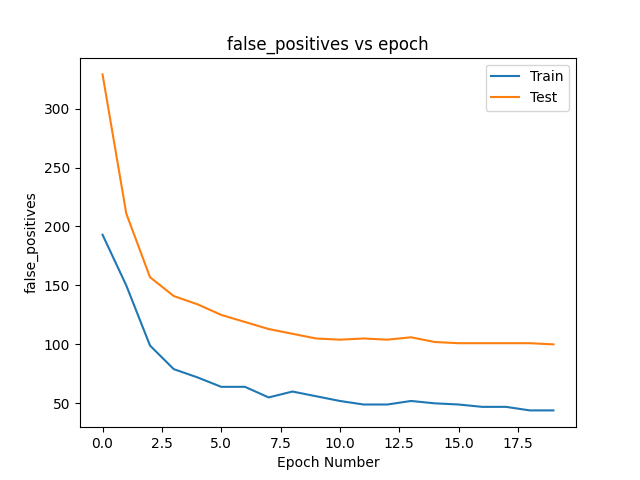 false_positives vs epoch
Train
Test
false_positives
300
250
200
150
100
50
0.0 2.5 5.0 7.5 10.0 12.5 15.0 17.5
Epoch Number